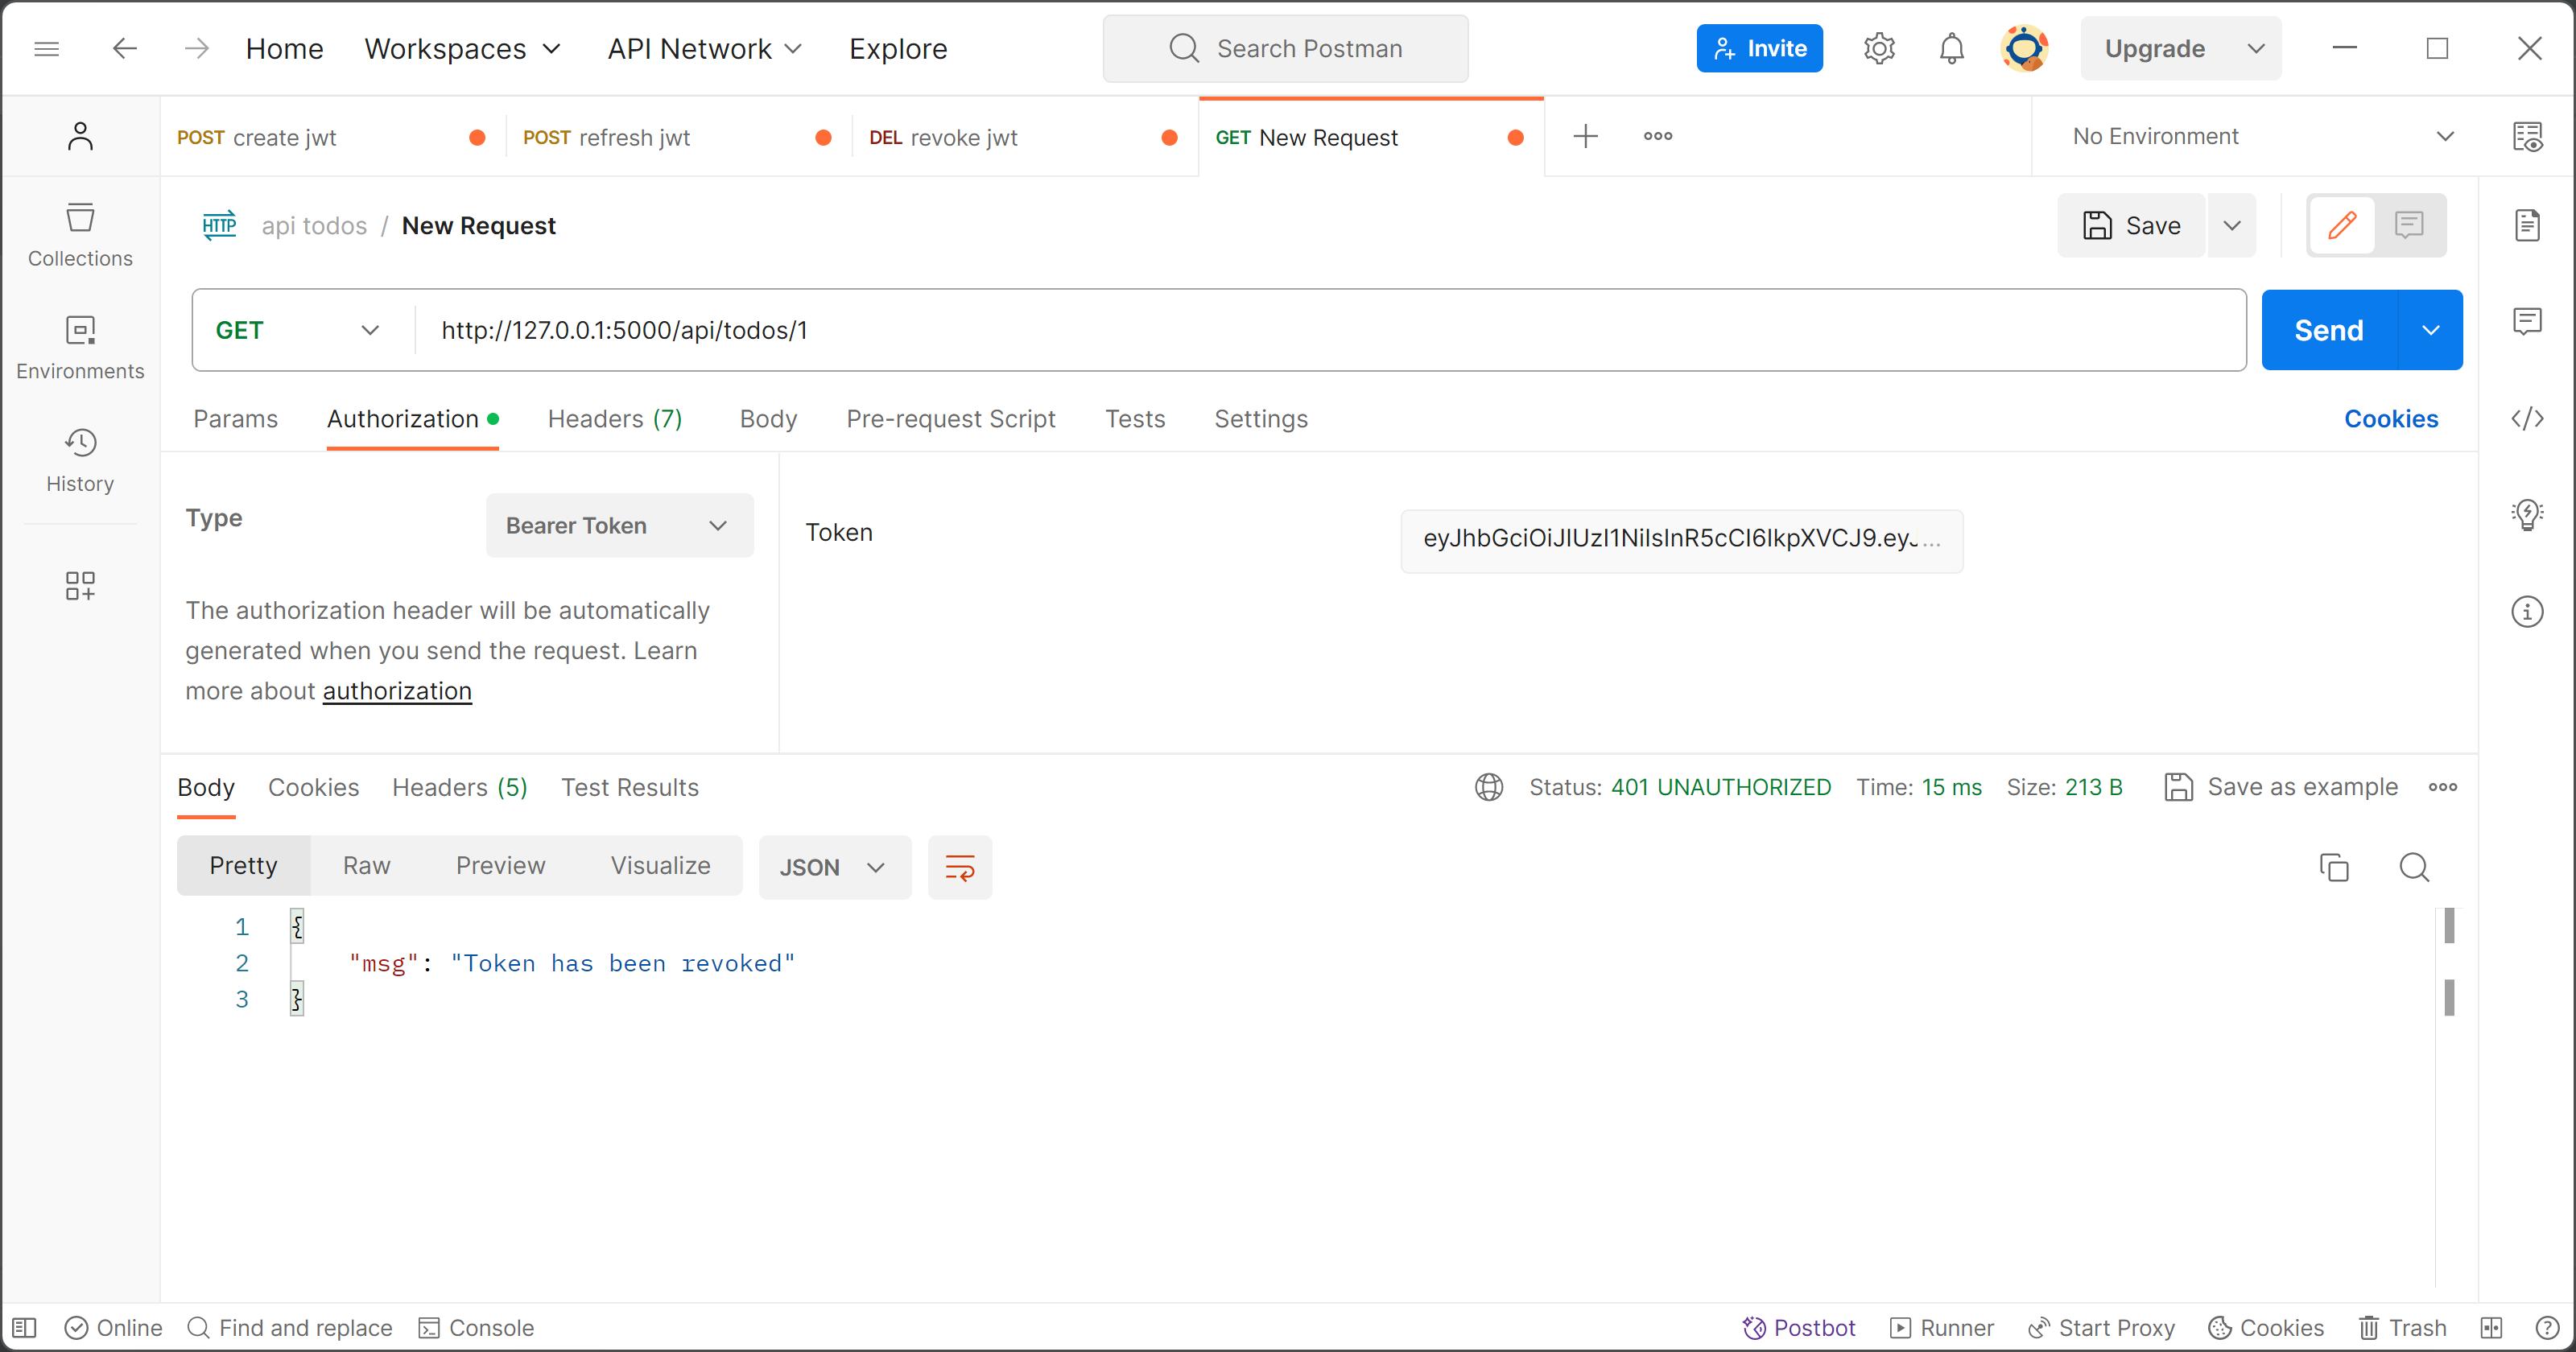 Home Workspaces API Network Explore Search Postman Invite Upgrade
POST create jwt POST refresh jwt DEL revoke jwt GET New Request No Environment
HTTP api todos / New Request Save
Collections
Environments
History
GET http://127.0.0.1:5000/api/todos/1 Send
Params Authorization Headers (7) Body Pre-request Script Tests Settings Cookies
Type Bearer Token
The authorization header will be automatically
generated when you send the request. Learn
more about authorization
Token eyJhbGciOiJIUzI1NiIsInR5cCI6IkpXVCJ9.eyJ...
Body Cookies Headers (5) Test Results Status: 401 UNAUTHORIZED Time: 15 ms Size: 213 B Save as example
Pretty Raw Preview Visualize JSON
1 {
2 "msg": "Token has been revoked"
3 }
Online Find and replace Console Postbot Runner Start Proxy Cookies Trash